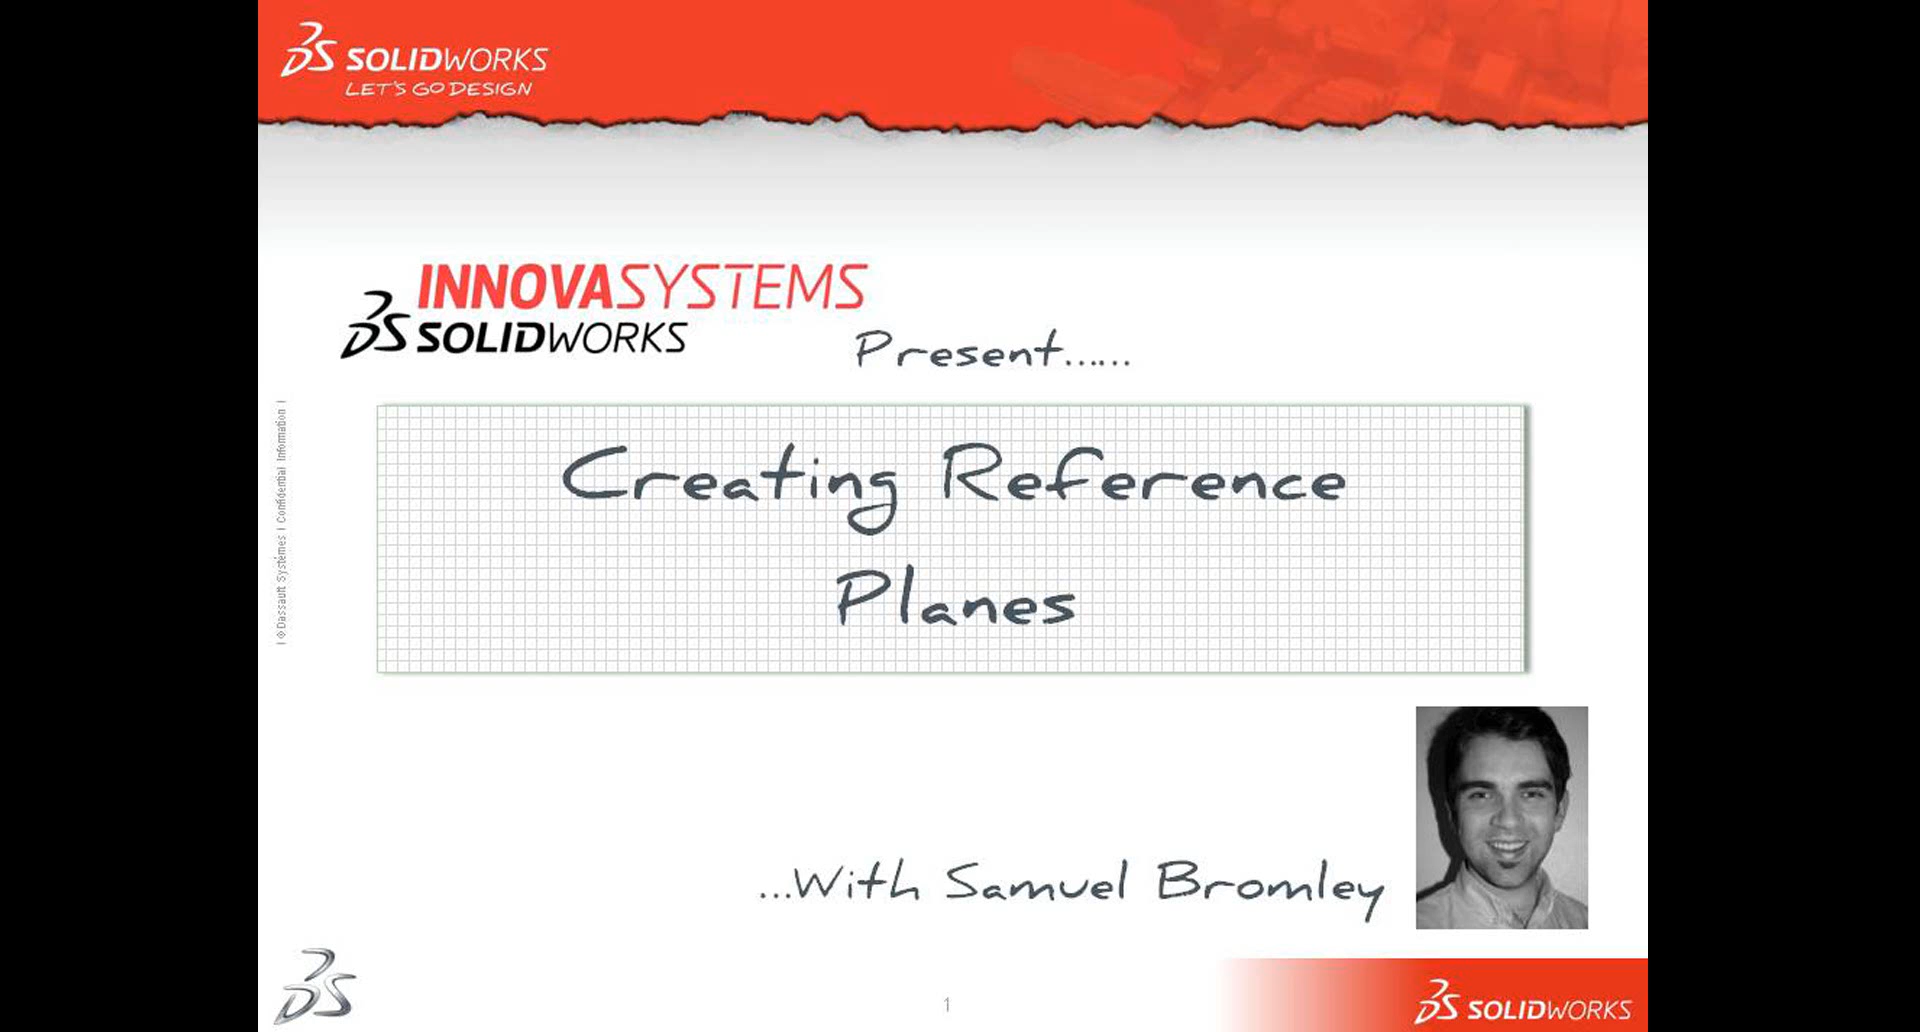 SOLIDWORKS
LET'S GO DESIGN
INNOVASYSTEMS
SOLIDWORKS
Present......
Creating Reference
Planes
| © Dassault Systèmes | Confidential Information |
...With Samuel Bromley
1
SOLIDWORKS